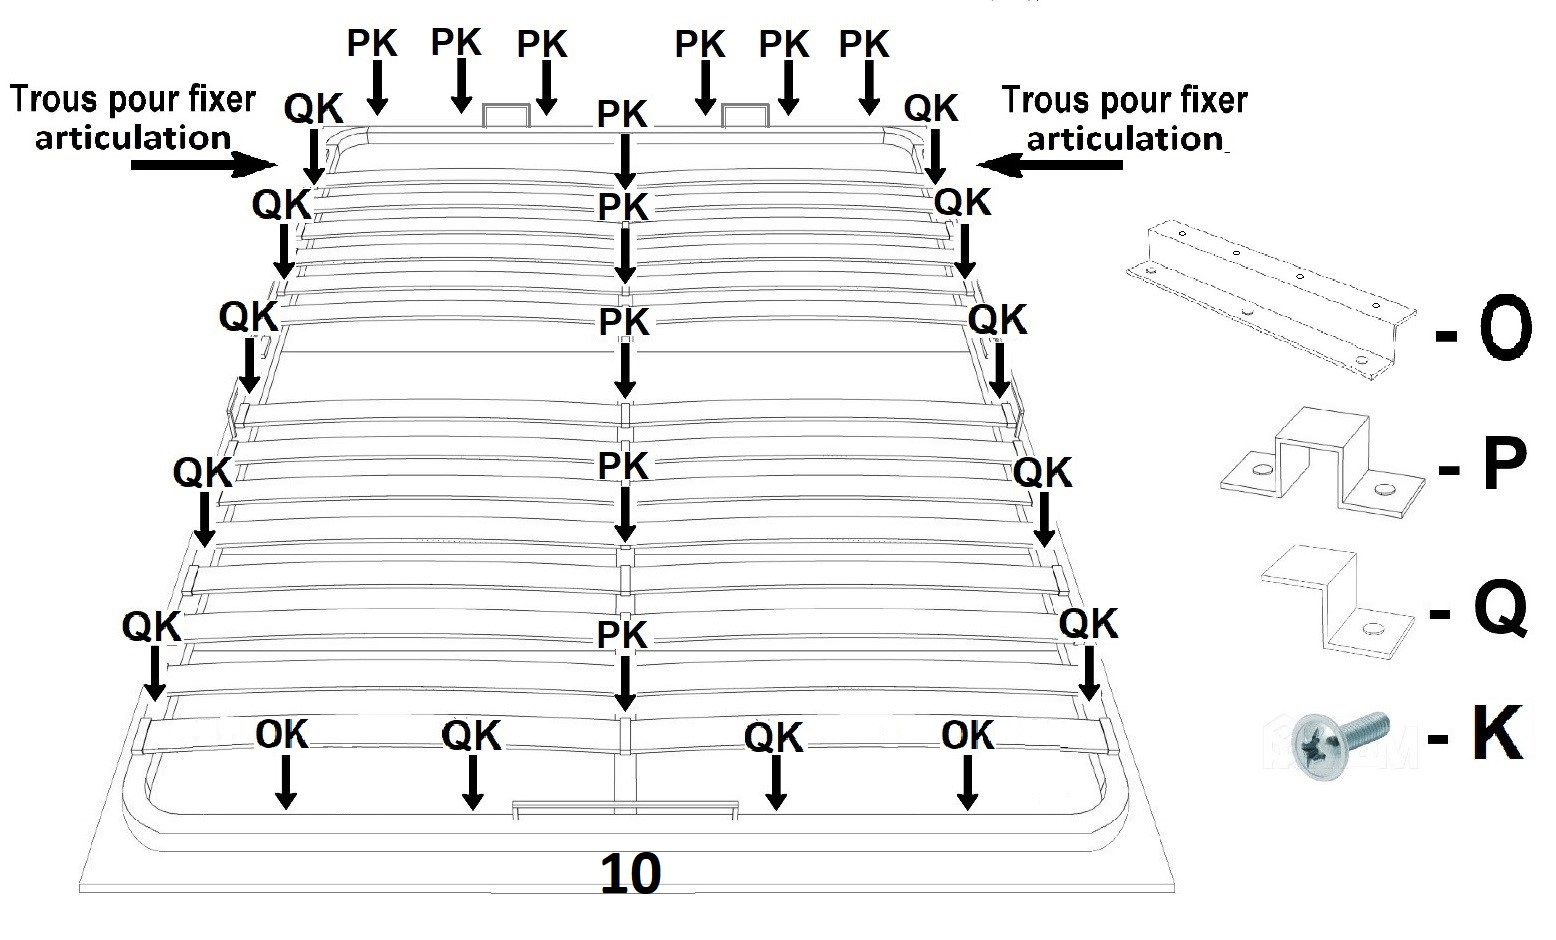 PK PK PK PK PK PK
Trous pour fixer
articulation
QK PK QK
Trous pour fixer
articulation
QK PK QK
QK PK QK
- O
QK PK QK
- P
QK PK QK
- Q
OK QK QK OK
- K
10